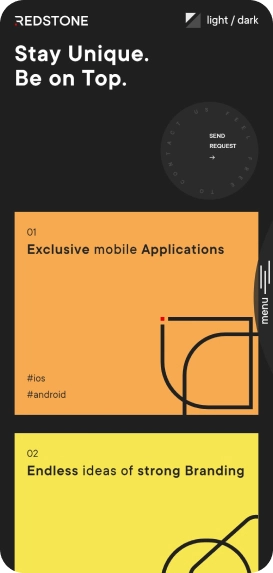 REDSTONE
light / dark
Stay Unique.
Be on Top.
SEND
REQUEST
→
01
Exclusive mobile Applications
menu
#ios
#android
02
Endless ideas of strong Branding